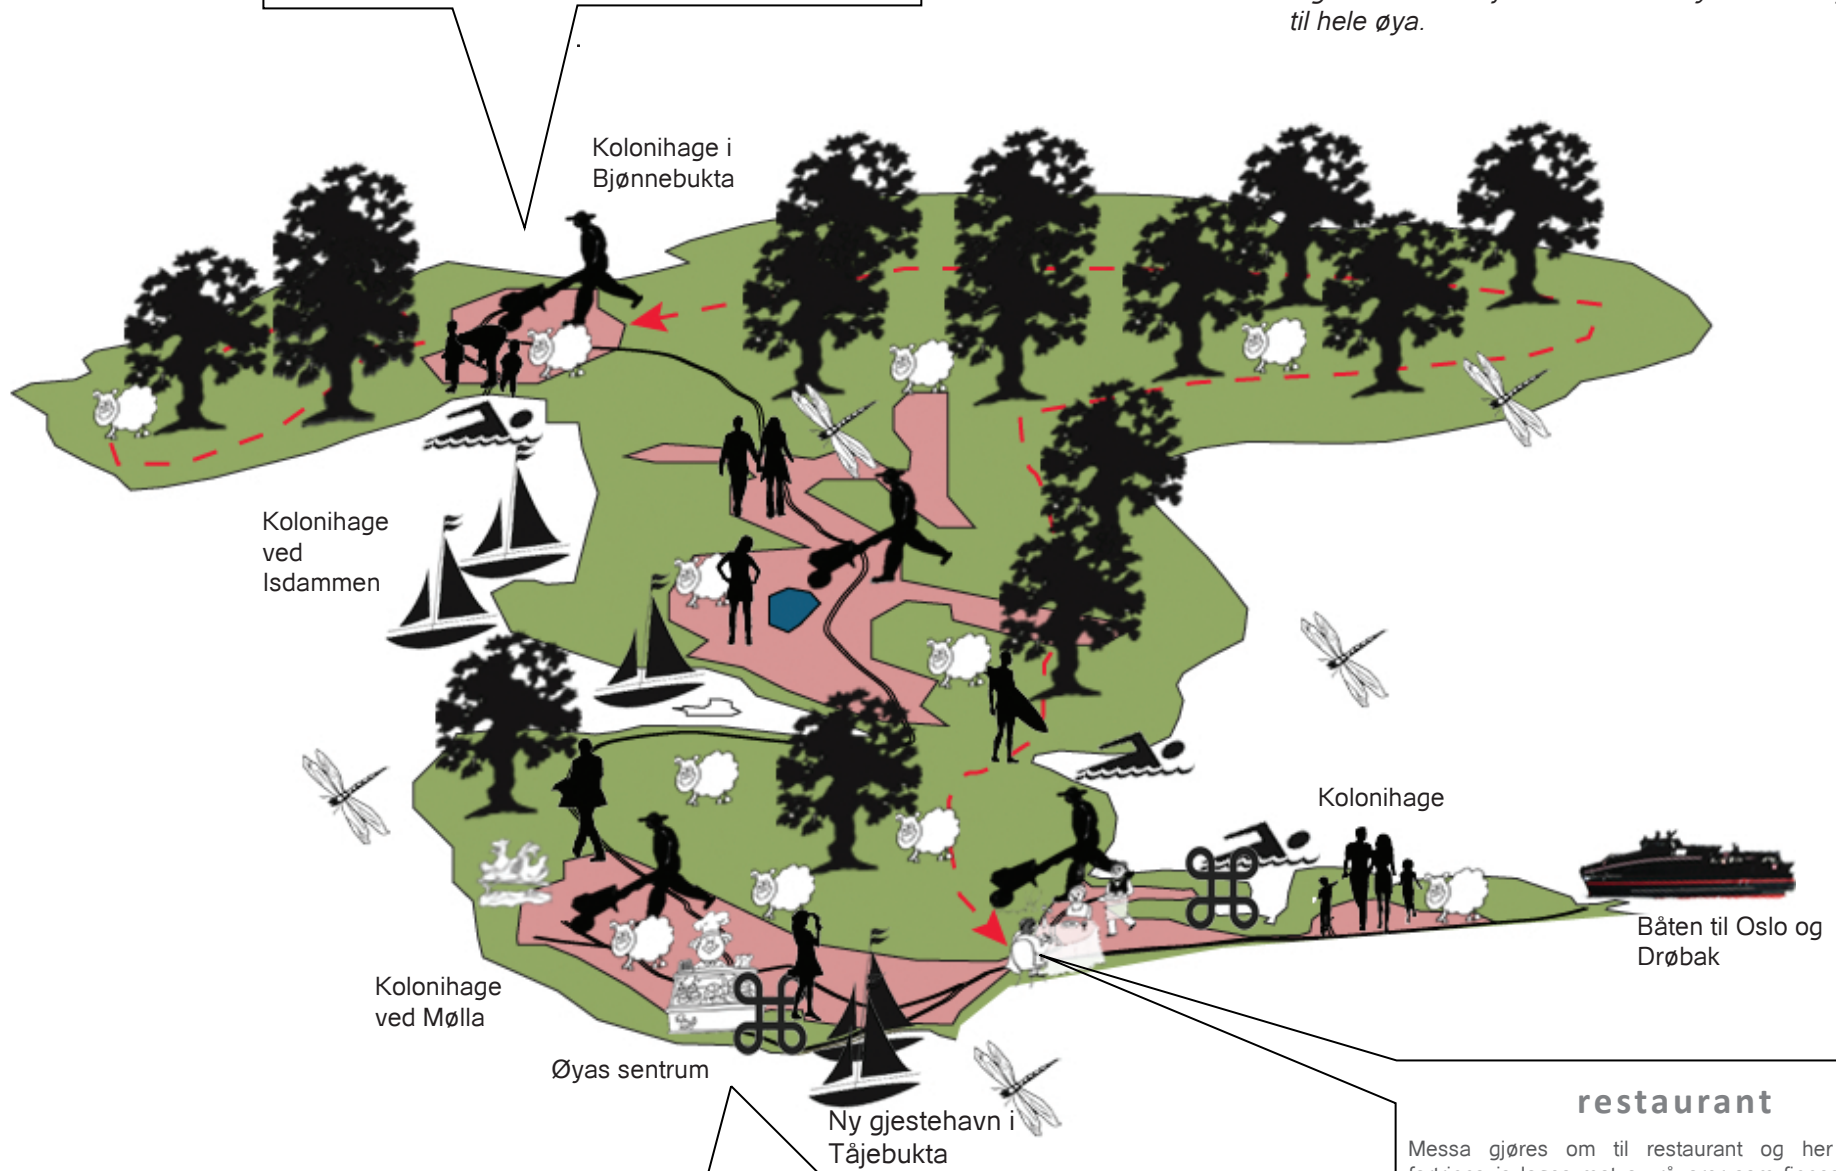 til hele øya.
Kolonihage i
Bjønnebukta
Kolonihage
ved
Isdammen
Kolonihage
Båten til Oslo og
Drøbak
Kolonihage
ved Mølla
Øyas sentrum
Ny gjestehavn i
Tåjebukta
restaurant
Messa gjøres om til restaurant og her